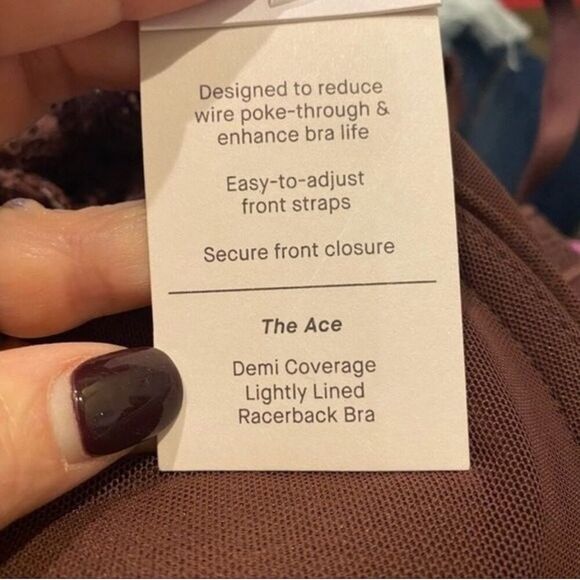 Designed to reduce
wire poke-through &
enhance bra life
Easy-to-adjust
front straps
Secure front closure
The Ace
Demi Coverage
Lightly Lined
Racerback Bra